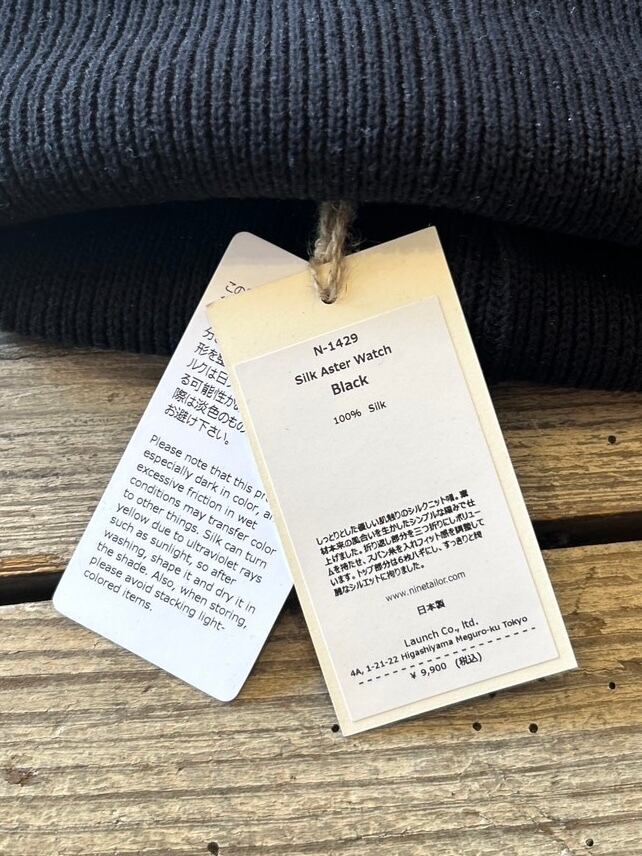 N-1429
Silk Aster Watch
Black
100% Silk
しっとりとした優しい肌触りのシルクニット帽。素
材本来の風合いを生かしたシンプルな編みで仕
上げました。折り返し部分を三つ折りにしボリュー
ムを持たせ、スパン糸を入れフィット感を調整して
います。トップ部分は6枚ハギにし、すっきりと綺
麗なシルエットに拘りました。
www.ninetailor.com
日本製
Launch Co., ltd.
4A, 1-21-22 Higashiyama Meguro-ku Tokyo
¥ 9,900 (税込)
この
分
形を整
ルクは日
る可能性が
際は淡色のもの
お避け下さい。
Please note that this
especially dark in color,
excessive friction in wet
conditions may transfer color
to other things. Silk can turn
yellow due to ultraviolet rays
such as sunlight, so after
washing, shape it and dry it in
the shade. Also, when storing,
please avoid stacking light-
colored items.